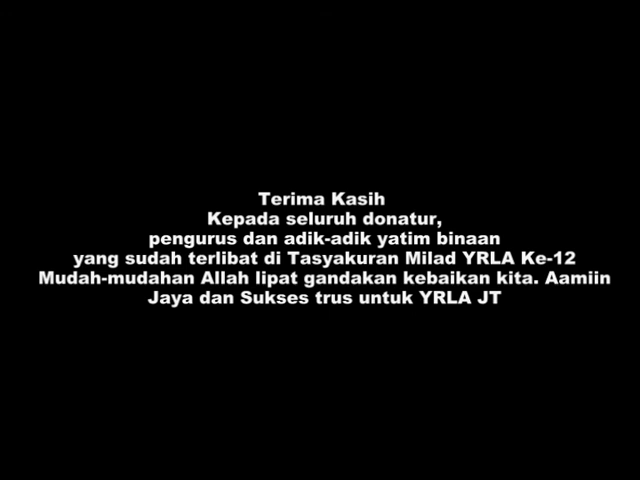 Terima Kasih
Kepada seluruh donatur,
pengurus dan adik-adik yatim binaan
yang sudah terlibat di Tasyakuran Milad YRLA Ke-12
Mudah-mudahan Allah lipat gandakan kebaikan kita. Aamiin
Jaya dan Sukses trus untuk YRLA JT